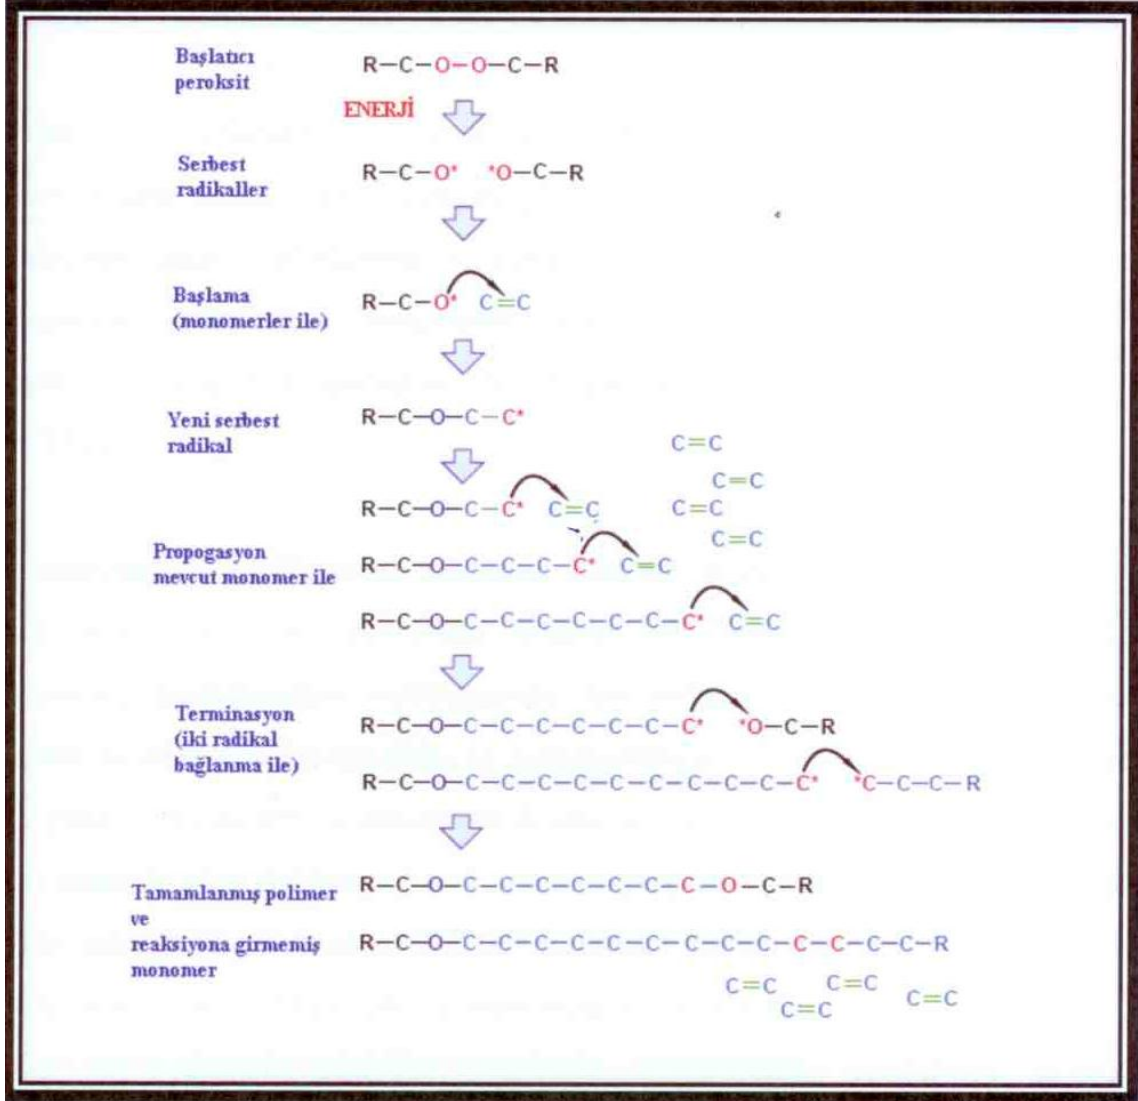 Başlatıcı
peroksit
R–C–O–O–C–R
ENERJİ
Serbest
radikaller
R–C–O* *O–C–R
Başlama
(monomerler ile)
R–C–O* C=C
Yeni serbest
radikal
R–C–O–C–C*
C=C
C=C
R–C–O–C–C* C=C
C=C
C=C
Propogasyon
mevcut monomer ile
R–C–O–C–C–C–C* C=C
R–C–O–C–C–C–C–C–C–C* C=C
Terminasyon
(iki radikal
bağlanma ile)
R–C–O–C–C–C–C–C–C–C* *O–C–R
R–C–O–C–C–C–C–C–C–C–C–C–C* *C–C–C–R
Tamamlanmış polimer
ve
reaksiyona girmemiş
monomer
R–C–O–C–C–C–C–C–C–C–O–C–R
R–C–O–C–C–C–C–C–C–C–C–C–C–C–C–C–R
C=C
C=C
C=C
C=C